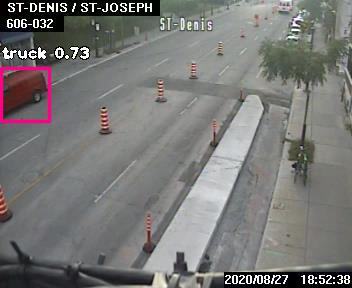 ST-DENIS / ST-JOSEPH
606-032
ST-Denis
truck 0.73
2020/08/27 18:52:38